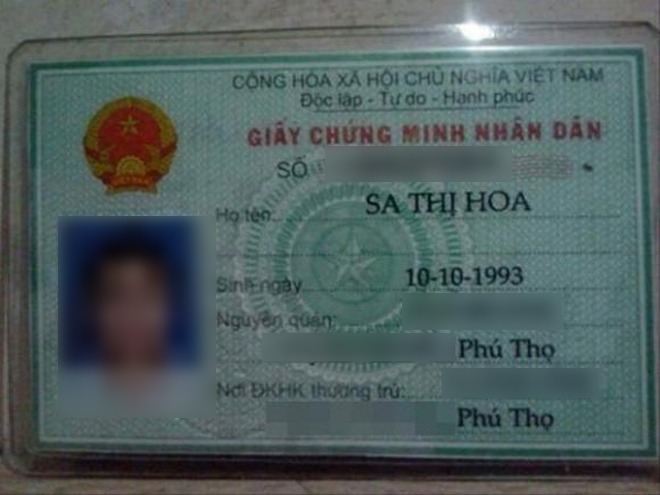 CỘNG HÒA XÃ HỘI CHỦ NGHĨA VIỆT NAM
Độc lập - Tự do - Hạnh phúc
GIẤY CHỨNG MINH NHÂN DÂN
SỐ
Họ tên: SA THỊ HOA
Sinh ngày 10-10-1993
Nguyên quán:
Phú Thọ
Nơi ĐKHK thường trú:
Phú Thọ